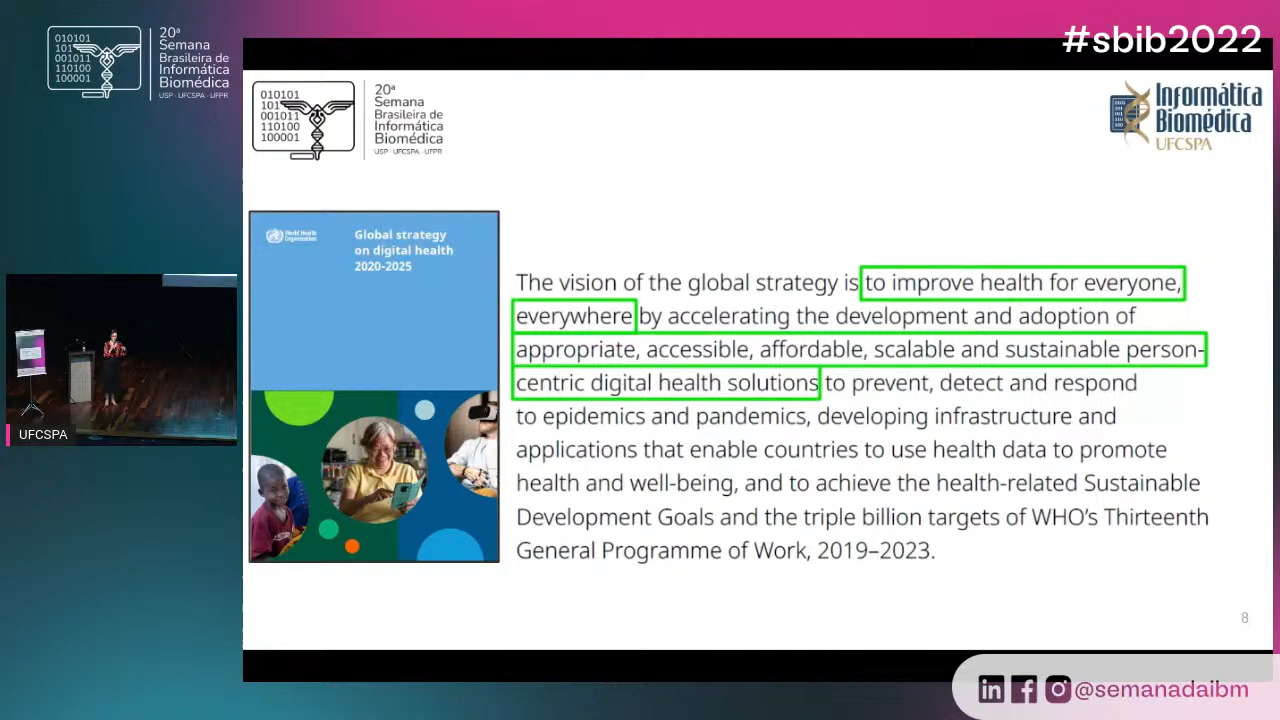 010101
101
001011
110100
100001
20ª
Semana
Brasileira de
Informática
Biomédica
USP · UFCSPA · UFPR
#sbib2022
010101
101
001011
110100
100001
20ª
Semana
Brasileira de
Informática
Biomédica
USP · UFCSPA · UFPR
Informática
Biomédica
UFCSPA
World Health
Organization
Global strategy
on digital health
2020-2025
The vision of the global strategy is to improve health for everyone,
everywhere by accelerating the development and adoption of
appropriate, accessible, affordable, scalable and sustainable person-
centric digital health solutions to prevent, detect and respond
to epidemics and pandemics, developing infrastructure and
applications that enable countries to use health data to promote
health and well-being, and to achieve the health-related Sustainable
Development Goals and the triple billion targets of WHO’s Thirteenth
General Programme of Work, 2019–2023.
UFCSPA
8
@semanadaibm